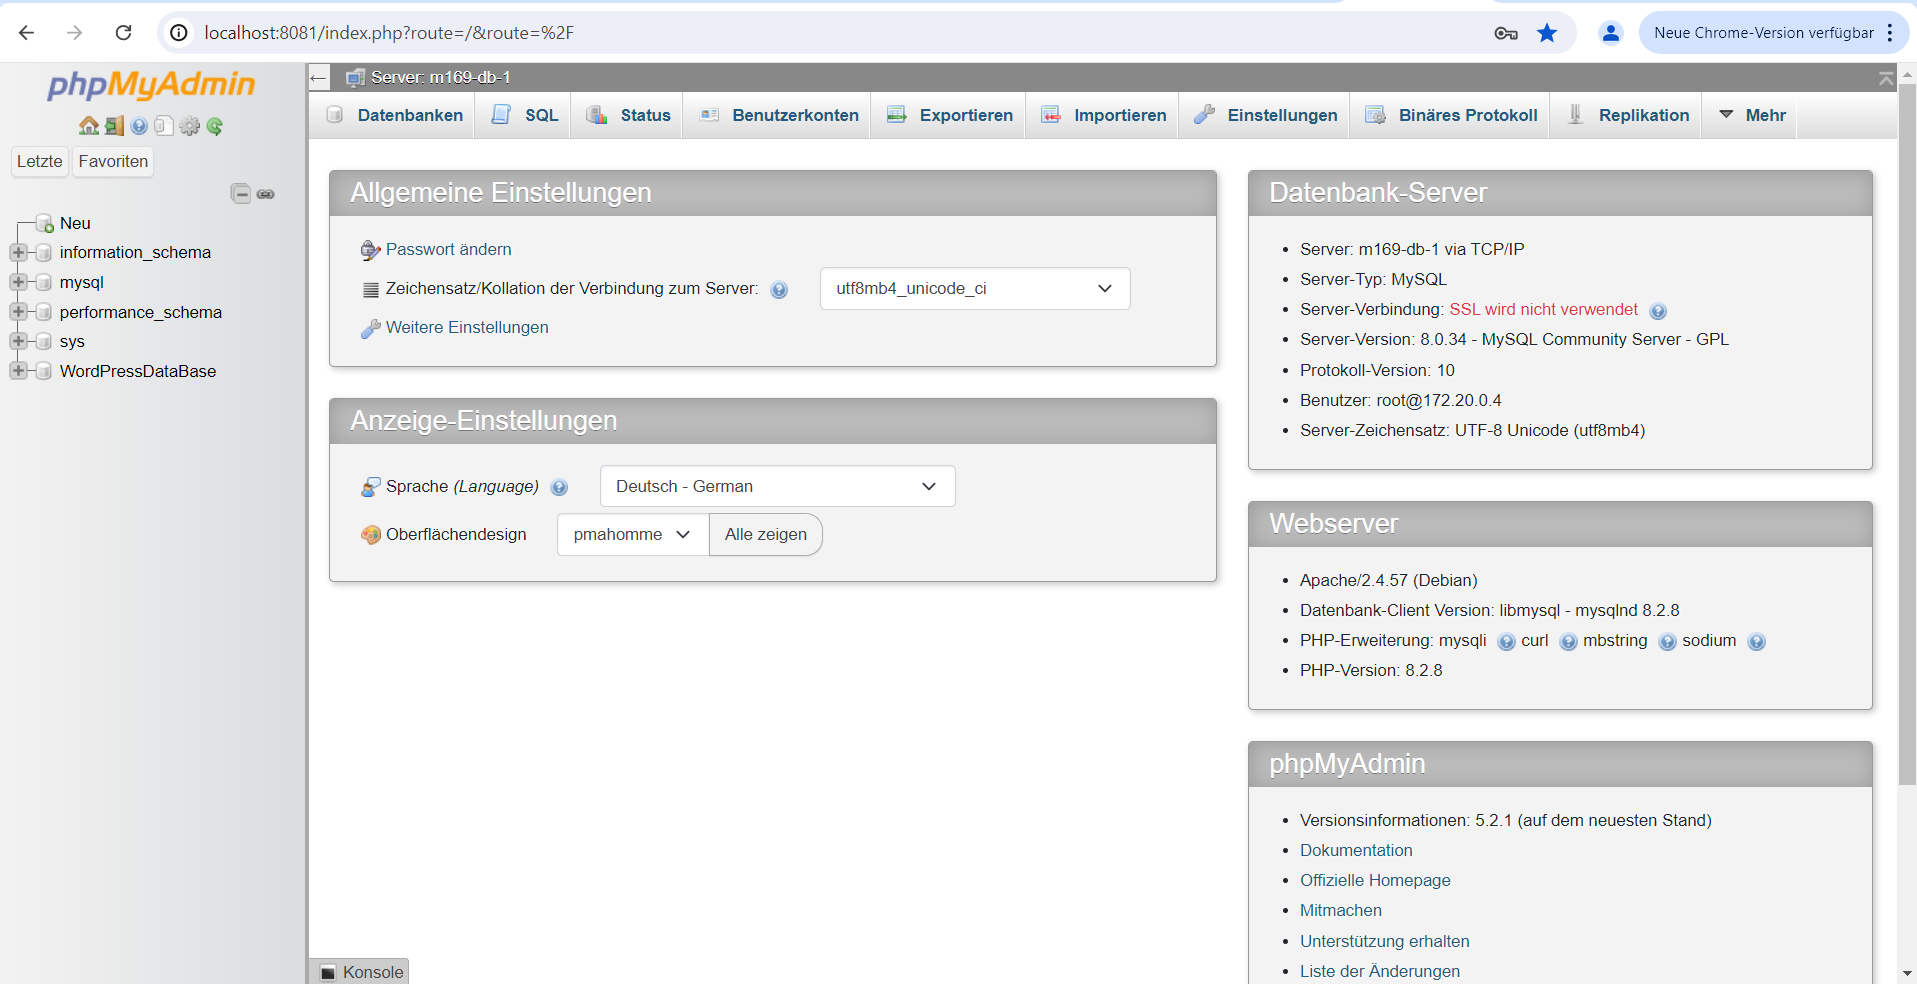 localhost:8081/index.php?route=/&route=%2F
Neue Chrome-Version verfügbar
phpMyAdmin
Letzte Favoriten
Neu
information_schema
mysql
performance_schema
sys
WordPressDataBase
Server: m169-db-1
Datenbanken SQL Status Benutzerkonten Exportieren Importieren Einstellungen Binäres Protokoll Replikation Mehr
Allgemeine Einstellungen
Passwort ändern
Zeichensatz/Kollation der Verbindung zum Server: utf8mb4_unicode_ci
Weitere Einstellungen
Anzeige-Einstellungen
Sprache (Language) Deutsch - German
Oberflächendesign pmahomme Alle zeigen
Datenbank-Server
Server: m169-db-1 via TCP/IP
Server-Typ: MySQL
Server-Verbindung: SSL wird nicht verwendet
Server-Version: 8.0.34 - MySQL Community Server - GPL
Protokoll-Version: 10
Benutzer: root@172.20.0.4
Server-Zeichensatz: UTF-8 Unicode (utf8mb4)
Webserver
Apache/2.4.57 (Debian)
Datenbank-Client Version: libmysql - mysqlnd 8.2.8
PHP-Erweiterung: mysqli curl mbstring sodium
PHP-Version: 8.2.8
phpMyAdmin
Versionsinformationen: 5.2.1 (auf dem neuesten Stand)
Dokumentation
Offizielle Homepage
Mitmachen
Unterstützung erhalten
Liste der Änderungen
Konsole